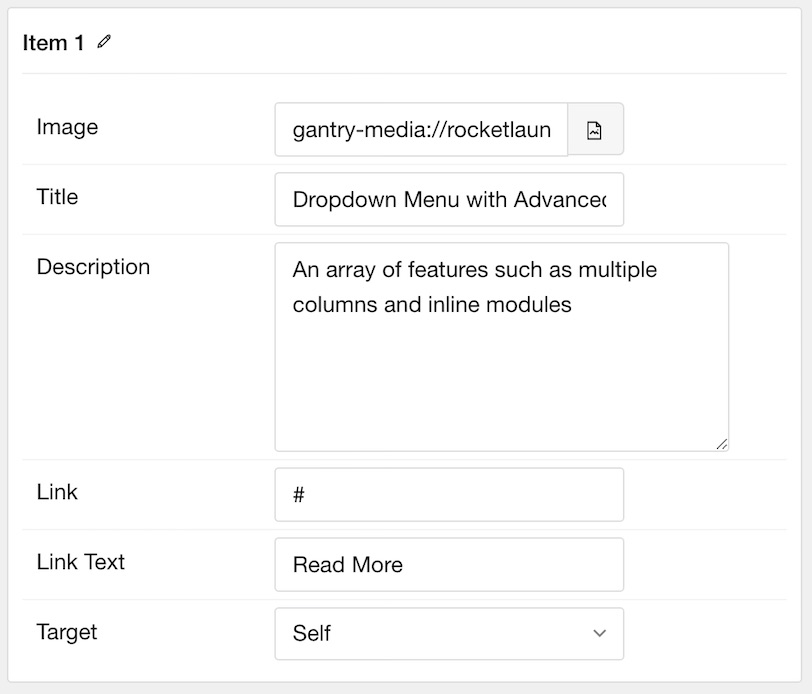 Item 1
Image
gantry-media://rocketlaun
Title
Dropdown Menu with Advanced
Description
An array of features such as multiple
columns and inline modules
Link
#
Link Text
Read More
Target
Self